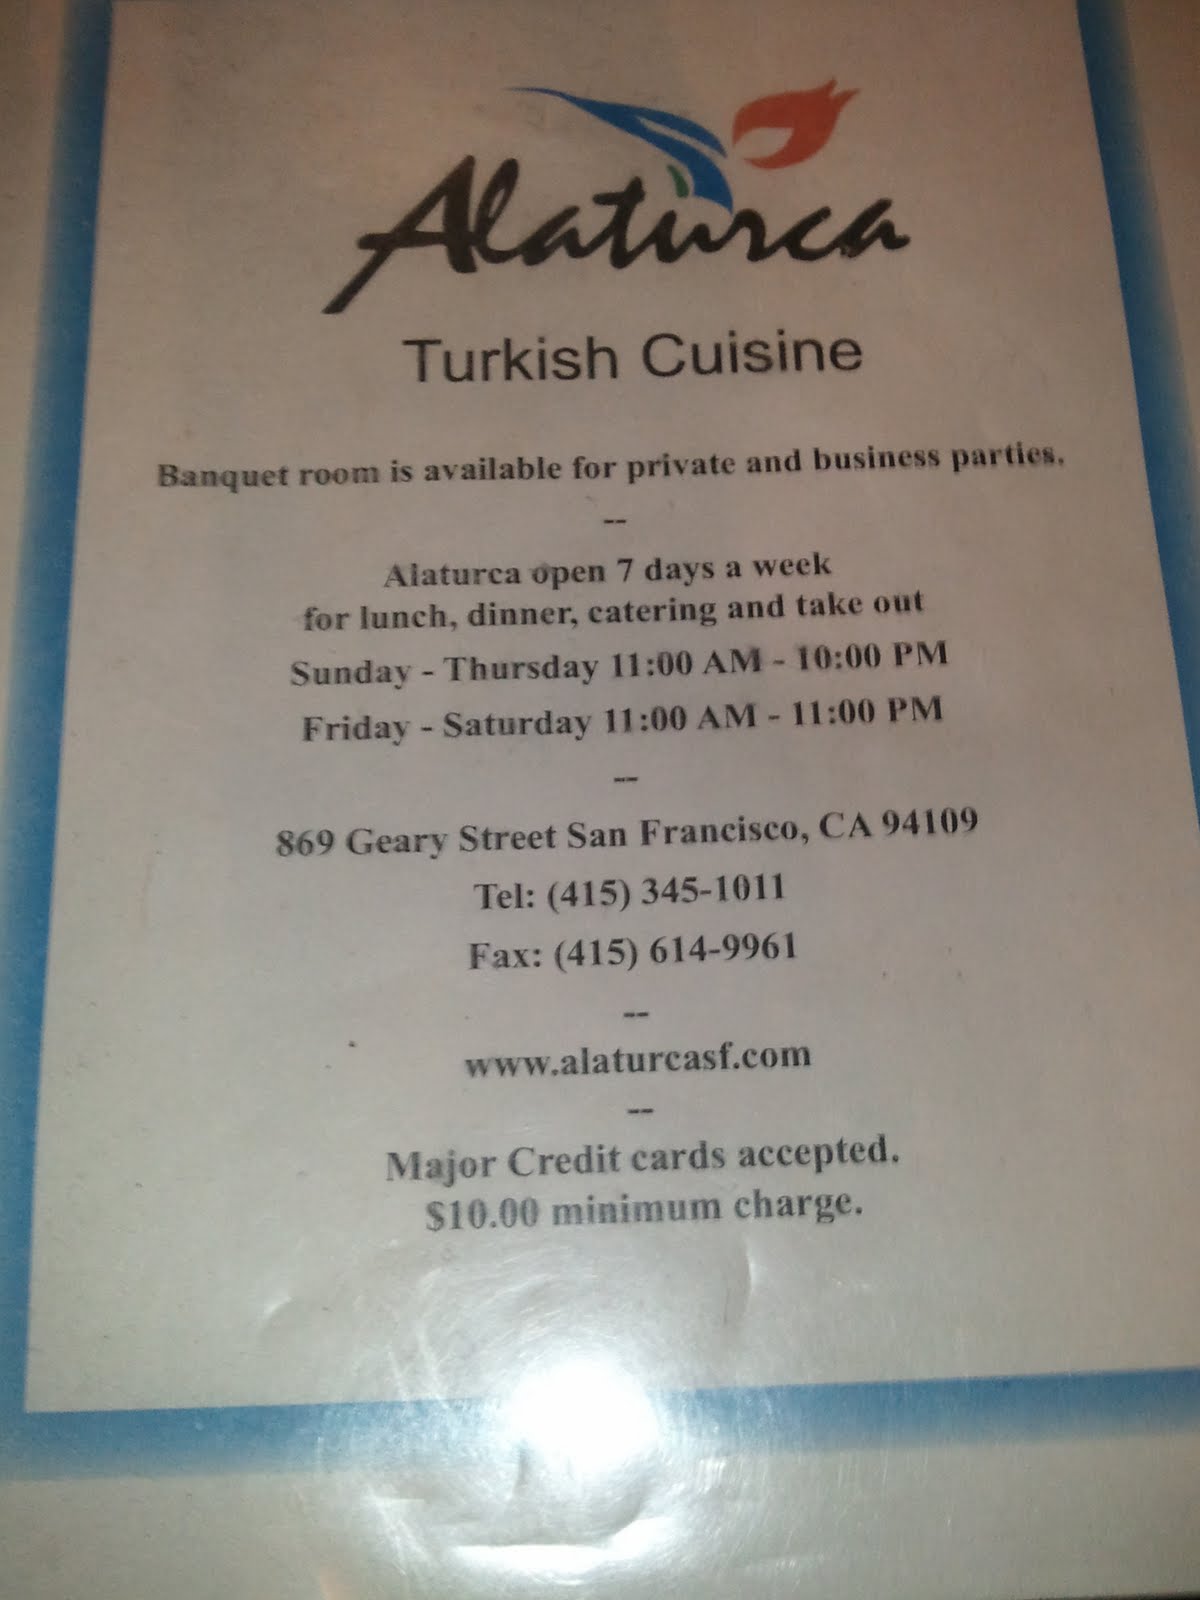 Alaturca
Turkish Cuisine
Banquet room is available for private and business parties.
--
Alaturca open 7 days a week
for lunch, dinner, catering and take out
Sunday - Thursday 11:00 AM - 10:00 PM
Friday - Saturday 11:00 AM - 11:00 PM
--
869 Geary Street San Francisco, CA 94109
Tel: (415) 345-1011
Fax: (415) 614-9961
--
www.alaturcasf.com
--
Major Credit cards accepted.
$10.00 minimum charge.